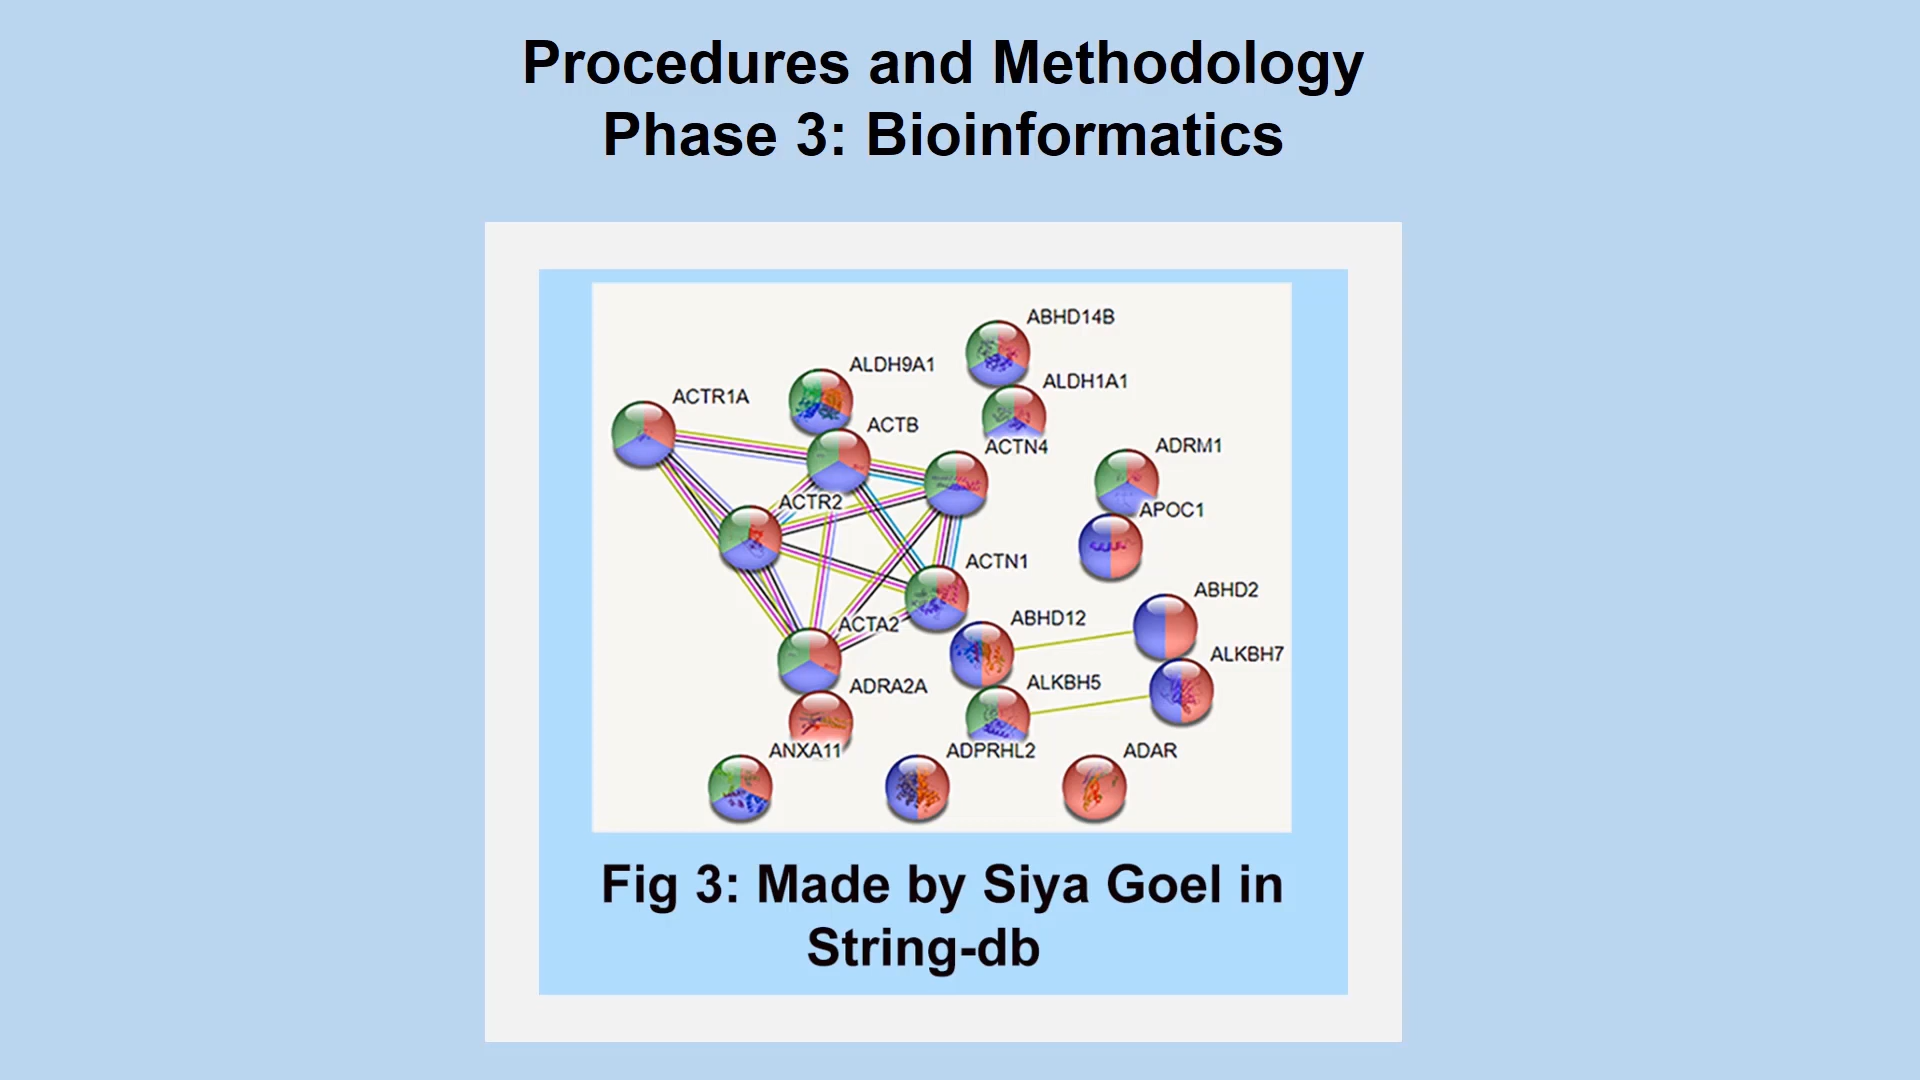 Procedures and Methodology
Phase 3: Bioinformatics
ABHD14B
ALDH9A1
ALDH1A1
ACTR1A
ACTB
ACTN4
ADRM1
ACTR2
APOC1
ACTN1
ABHD2
ABHD12
ACTA2
ALKBH7
ADRA2A
ALKBH5
ANXA11
ADPRHL2
ADAR
Fig 3: Made by Siya Goel in
String-db